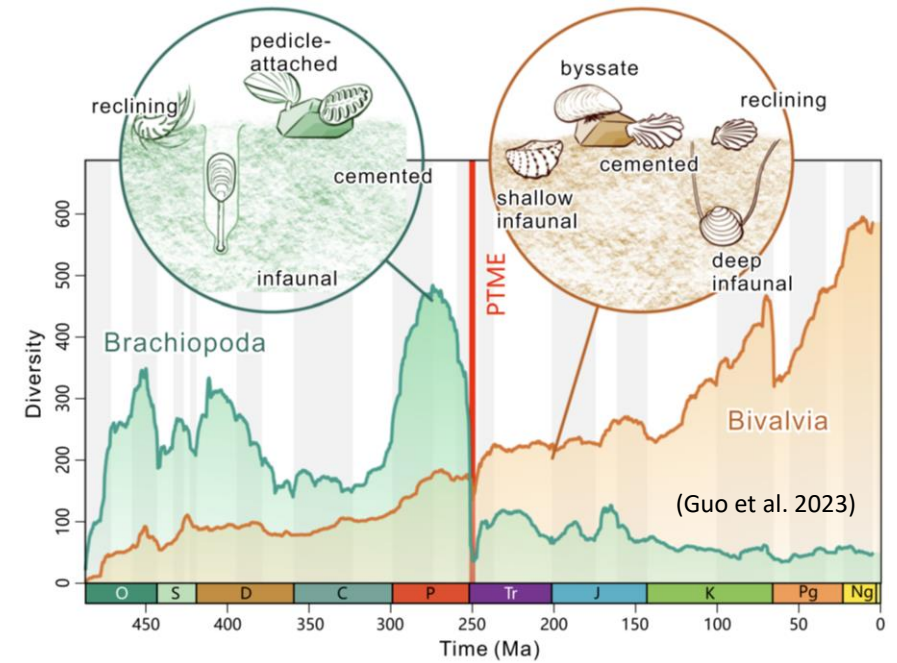 pedicle-
attached
reclining
cemented
infaunal
byssate
reclining
cemented
shallow
infaunal
deep
infaunal
PTME
Brachiopoda
Bivalvia
(Guo et al. 2023)
Diversity
600
500
400
300
200
100
0
O S D C P Tr J K Pg Ng
450 400 350 300 250 200 150 100 50 0
Time (Ma)